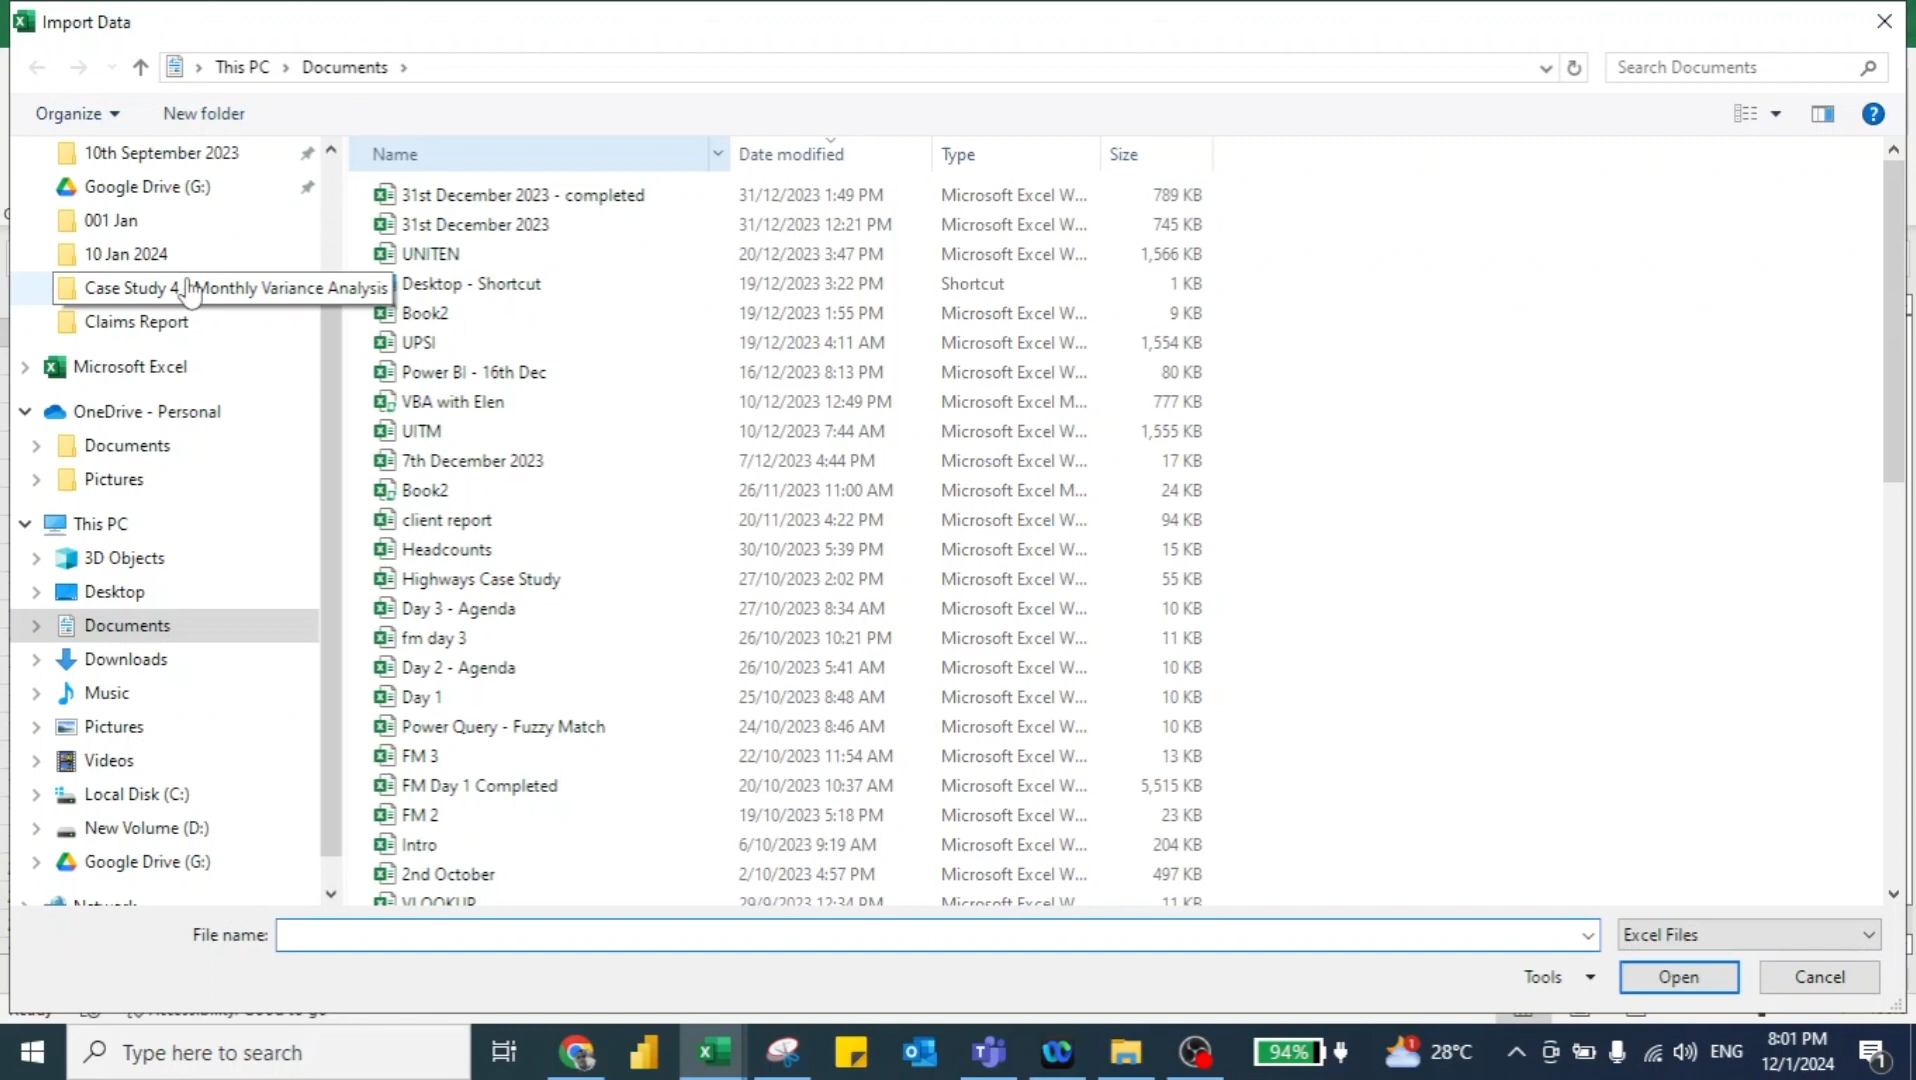 Import Data
This PC > Documents >
Search Documents
Organize
New folder
Name
Date modified
Type
Size
10th September 2023
Google Drive (G:)
001 Jan
10 Jan 2024
Case Study 4 Monthly Variance Analysis
Claims Report
Microsoft Excel
OneDrive - Personal
Documents
Pictures
This PC
3D Objects
Desktop
Documents
Downloads
Music
Pictures
Videos
Local Disk (C:)
New Volume (D:)
Google Drive (G:)
Network
31st December 2023 - completed 31/12/2023 1:49 PM Microsoft Excel W... 789 KB
31st December 2023 31/12/2023 12:21 PM Microsoft Excel W... 745 KB
UNITEN 20/12/2023 3:47 PM Microsoft Excel W... 1,566 KB
Desktop - Shortcut 19/12/2023 3:22 PM Shortcut 1 KB
Book2 19/12/2023 1:55 PM Microsoft Excel W... 9 KB
UPSI 19/12/2023 4:11 AM Microsoft Excel W... 1,554 KB
Power BI - 16th Dec 16/12/2023 8:13 PM Microsoft Excel W... 80 KB
VBA with Elen 10/12/2023 12:49 PM Microsoft Excel M... 777 KB
UITM 10/12/2023 7:44 AM Microsoft Excel W... 1,555 KB
7th December 2023 7/12/2023 4:44 PM Microsoft Excel W... 17 KB
Book2 26/11/2023 11:00 AM Microsoft Excel M... 24 KB
client report 20/11/2023 4:22 PM Microsoft Excel W... 94 KB
Headcounts 30/10/2023 5:39 PM Microsoft Excel W... 15 KB
Highways Case Study 27/10/2023 2:02 PM Microsoft Excel W... 55 KB
Day 3 - Agenda 27/10/2023 8:34 AM Microsoft Excel W... 10 KB
fm day 3 26/10/2023 10:21 PM Microsoft Excel W... 11 KB
Day 2 - Agenda 26/10/2023 5:41 AM Microsoft Excel W... 10 KB
Day 1 25/10/2023 8:48 AM Microsoft Excel W... 10 KB
Power Query - Fuzzy Match 24/10/2023 8:46 AM Microsoft Excel W... 10 KB
FM 3 22/10/2023 11:54 AM Microsoft Excel W... 13 KB
FM Day 1 Completed 20/10/2023 10:37 AM Microsoft Excel W... 5,515 KB
FM 2 19/10/2023 5:18 PM Microsoft Excel W... 23 KB
Intro 6/10/2023 9:19 AM Microsoft Excel W... 204 KB
2nd October 2/10/2023 4:57 PM Microsoft Excel W... 497 KB
VLOOKUP 29/9/2023 12:34 PM Microsoft Excel W... 11 KB
File name:
Excel Files
Tools
Open
Cancel
Type here to search
94%
28°C
ENG
8:01 PM
12/1/2024
1